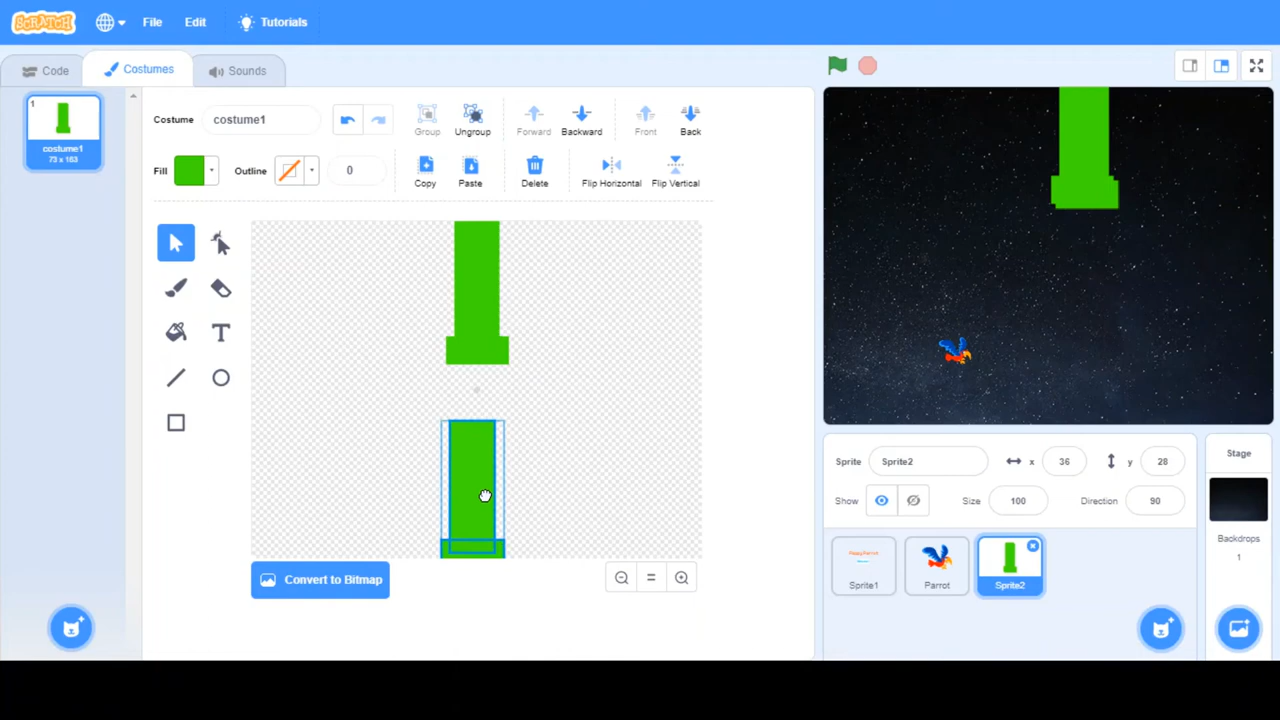 SCRATCH File Edit Tutorials
Code Costumes Sounds
1
costume1
73 x 163
Costume costume1 Group Ungroup Forward Backward Front Back
Fill Outline 0 Copy Paste Delete Flip Horizontal Flip Vertical
T
Convert to Bitmap
Sprite Sprite2 x 36 y 28
Show Size 100 Direction 90
Sprite1 Parrot Sprite2
Stage
Backdrops
1